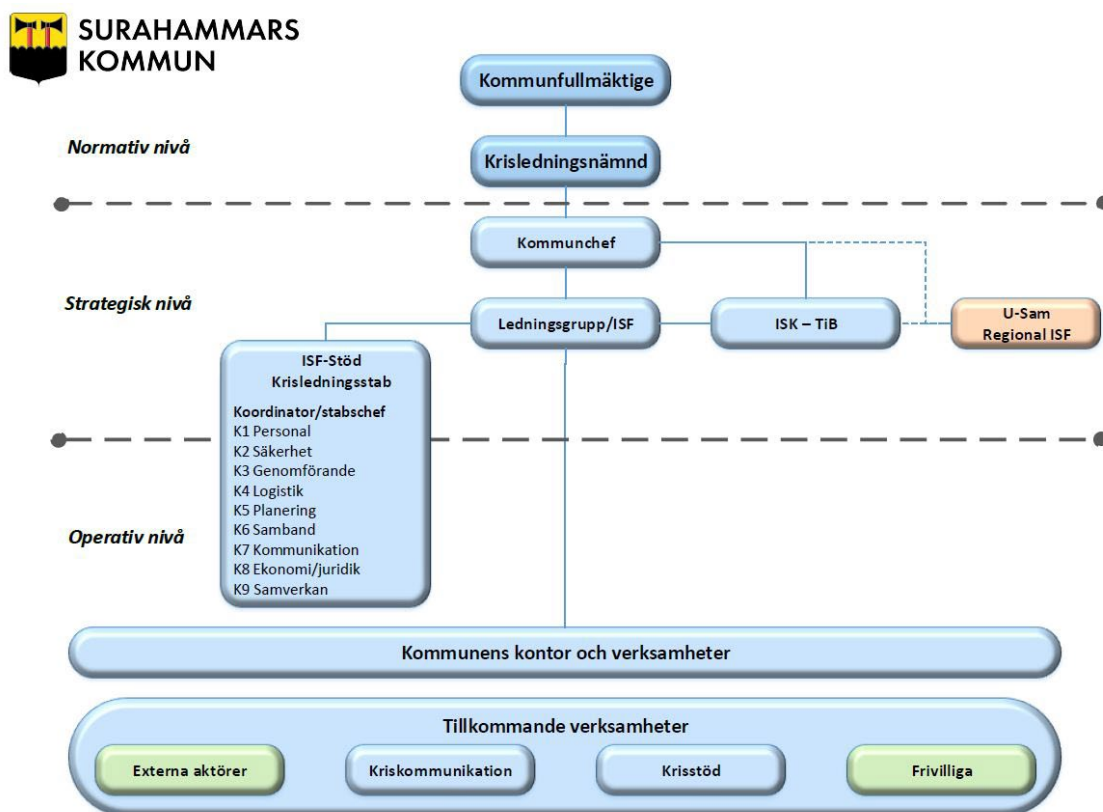 SURAHAMMARS
KOMMUN
Kommunfullmäktige
Normativ nivå
Krisledningsnämnd
Kommunchef
Strategisk nivå
Ledningsgrupp/ISF
ISK – TiB
U-Sam
Regional ISF
ISF-Stöd
Krisledningsstab
Koordinator/stabschef
K1 Personal
K2 Säkerhet
K3 Genomförande
K4 Logistik
K5 Planering
K6 Samband
K7 Kommunikation
K8 Ekonomi/juridik
K9 Samverkan
Operativ nivå
Kommunens kontor och verksamheter
Tillkommande verksamheter
Externa aktörer
Kriskommunikation
Krisstöd
Frivilliga